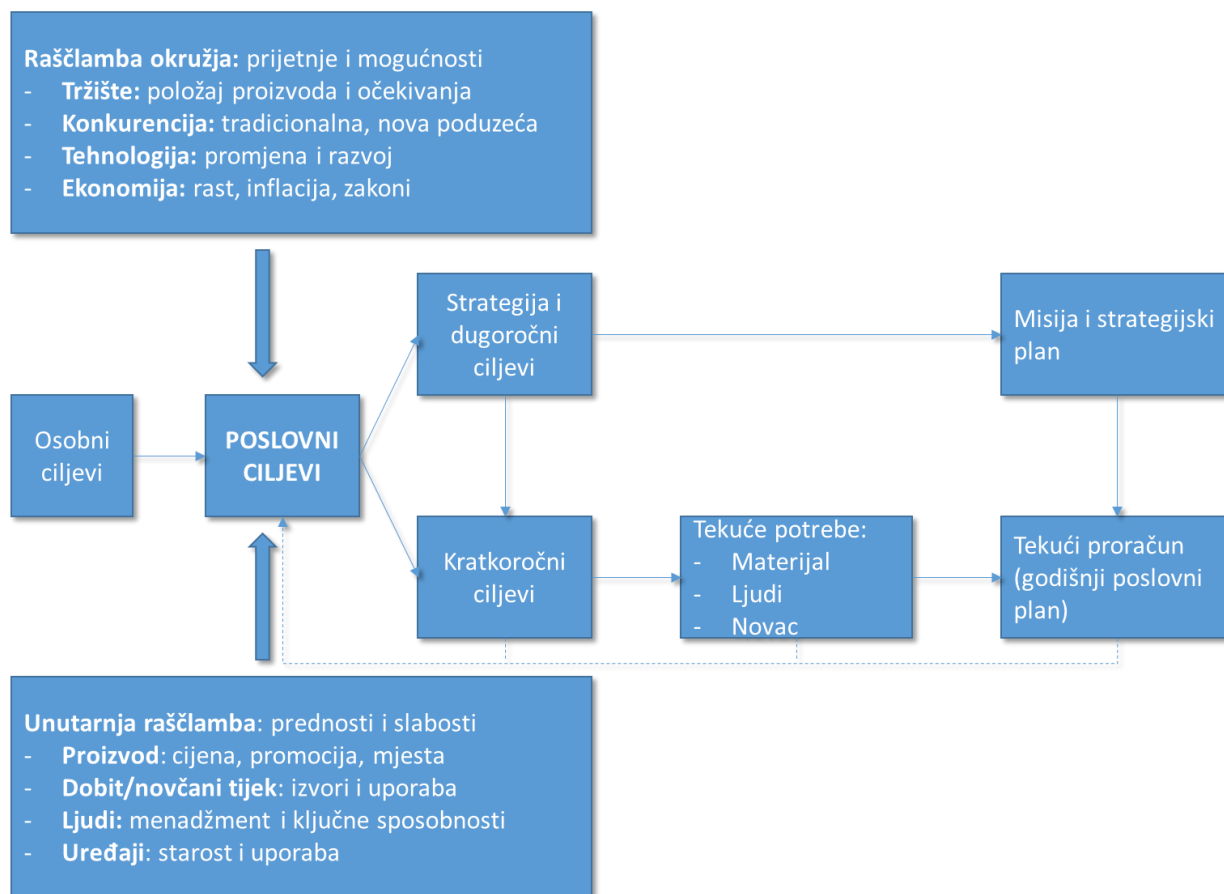 Raščlamba okružja: prijetnje i mogućnosti
- Tržište: položaj proizvoda i očekivanja
- Konkurencija: tradicionalna, nova poduzeća
- Tehnologija: promjena i razvoj
- Ekonomija: rast, inflacija, zakoni
Strategija i
dugoročni
ciljevi
Misija i strategijski
plan
Osobni
ciljevi
POSLOVNI
CILJEVI
Kratkoročni
ciljevi
Tekuće potrebe:
- Materijal
- Ljudi
- Novac
Tekući proračun
(godišnji poslovni
plan)
Unutarnja raščlamba: prednosti i slabosti
- Proizvod: cijena, promocija, mjesta
- Dobit/novčani tijek: izvori i uporaba
- Ljudi: menadžment i ključne sposobnosti
- Uređaji: starost i uporaba